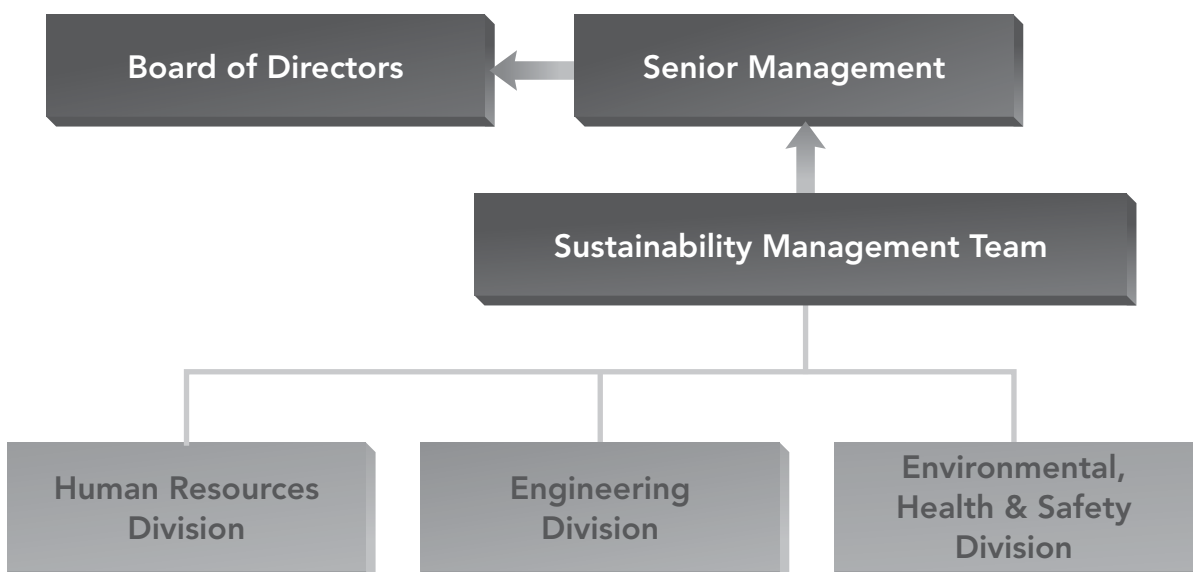 Board of Directors
Senior Management
Sustainability Management Team
Human Resources
Division
Engineering
Division
Environmental,
Health & Safety
Division